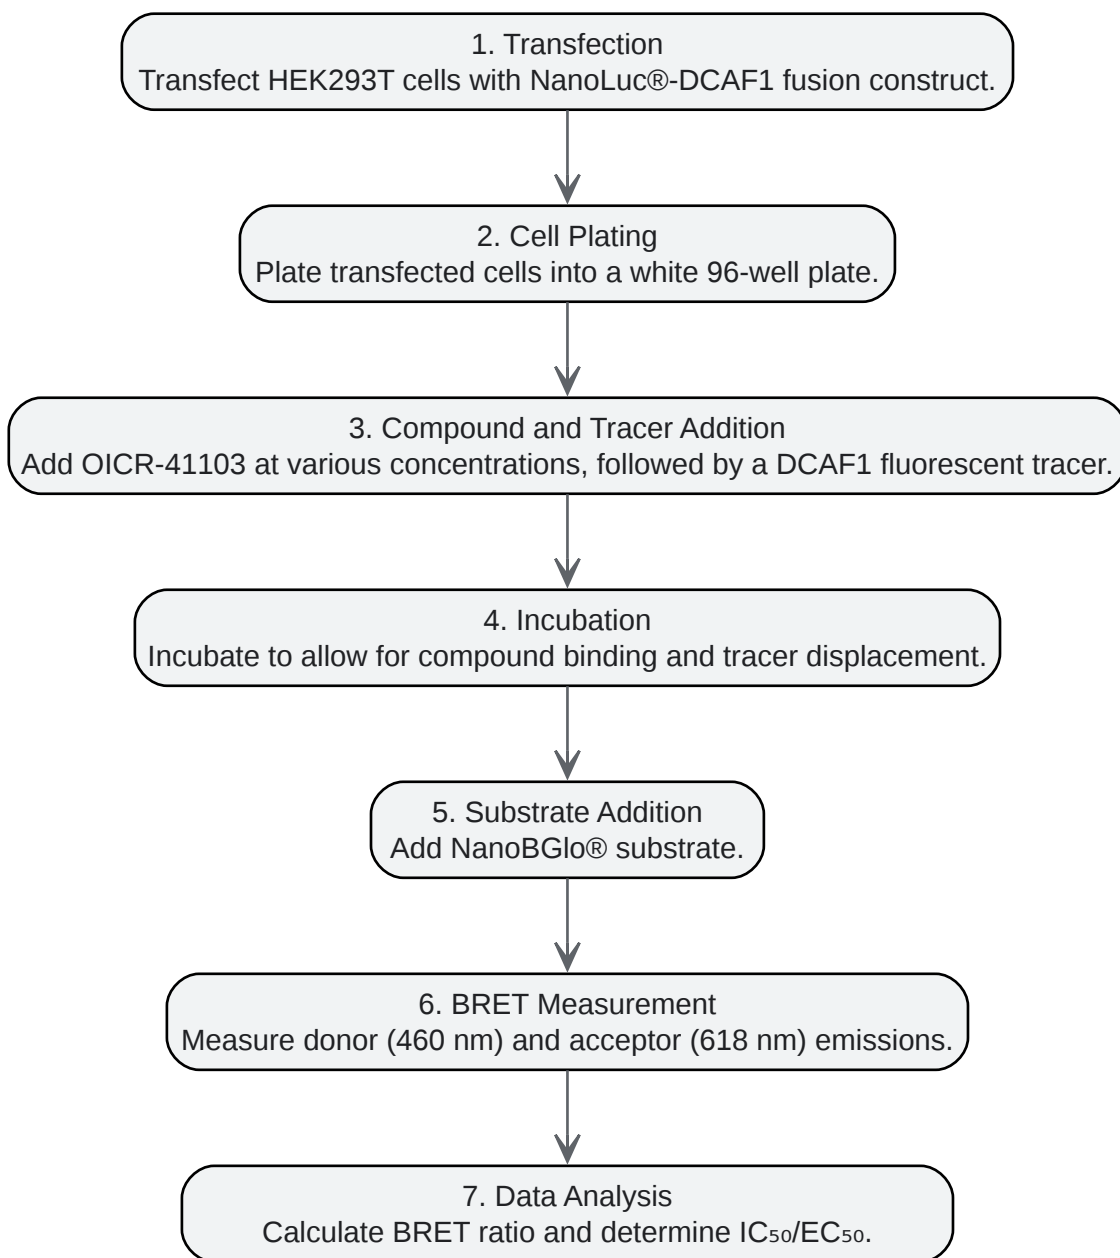 1. Transfection
Transfect HEK293T cells with NanoLuc®-DCAF1 fusion construct.
2. Cell Plating
Plate transfected cells into a white 96-well plate.
3. Compound and Tracer Addition
Add OICR-41103 at various concentrations, followed by a DCAF1 fluorescent tracer.
4. Incubation
Incubate to allow for compound binding and tracer displacement.
5. Substrate Addition
Add NanoBGlo® substrate.
6. BRET Measurement
Measure donor (460 nm) and acceptor (618 nm) emissions.
7. Data Analysis
Calculate BRET ratio and determine IC₅₀/EC₅₀.